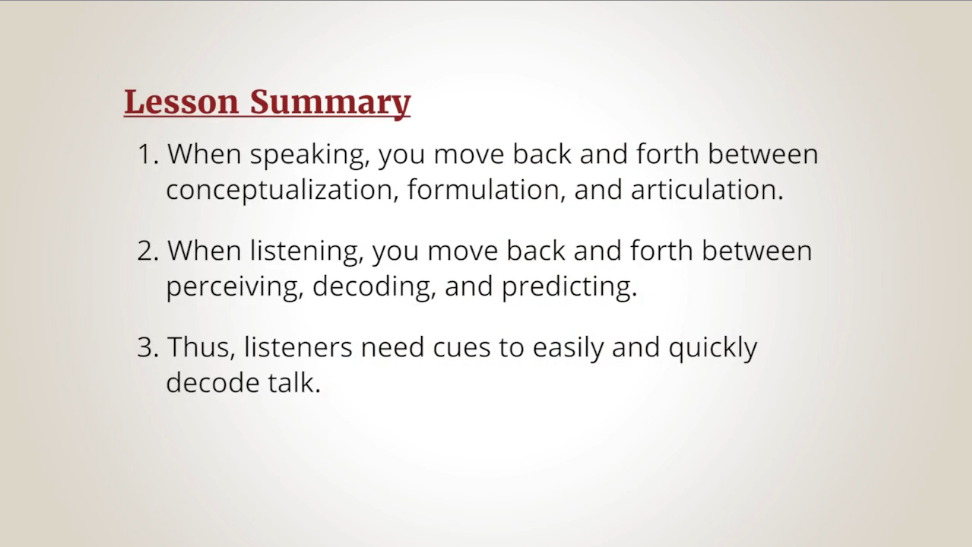 Lesson Summary
1. When speaking, you move back and forth between
conceptualization, formulation, and articulation.
2. When listening, you move back and forth between
perceiving, decoding, and predicting.
3. Thus, listeners need cues to easily and quickly
decode talk.